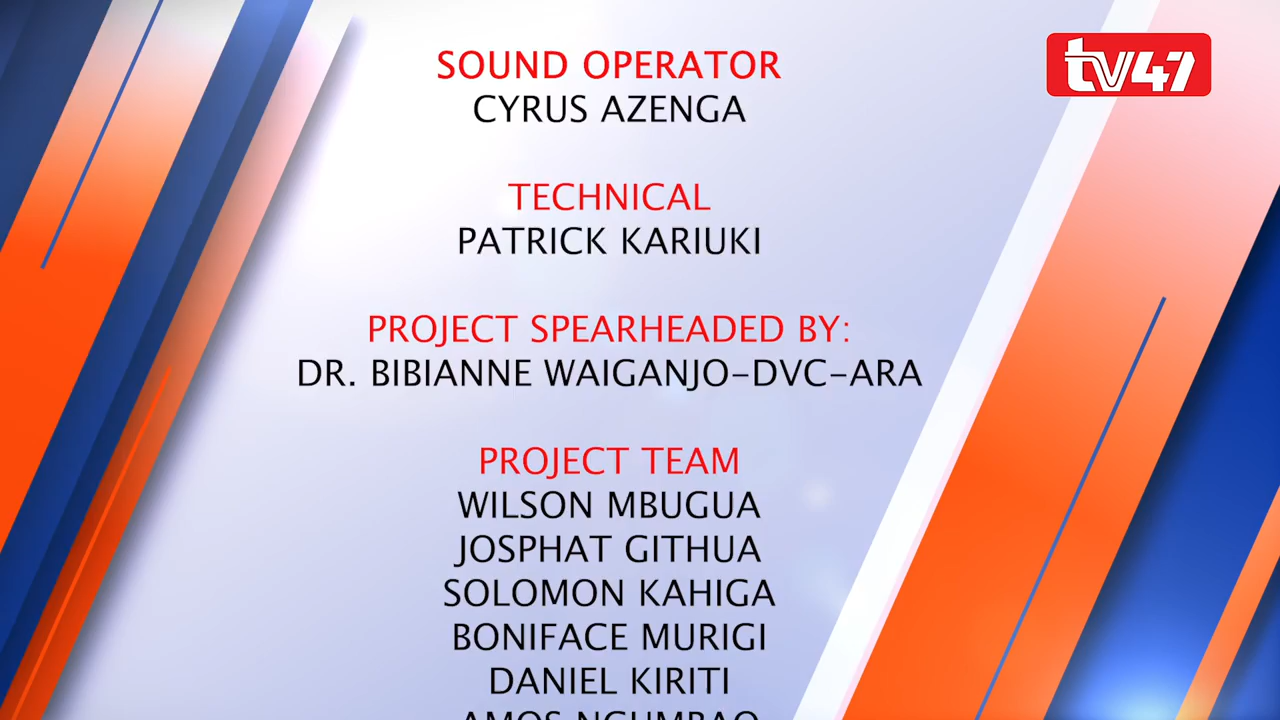 tv47
SOUND OPERATOR
CYRUS AZENGA
TECHNICAL
PATRICK KARIUKI
PROJECT SPEARHEADED BY:
DR. BIBIANNE WAIGANJO-DVC-ARA
PROJECT TEAM
WILSON MBUGUA
JOSPHAT GITHUA
SOLOMON KAHIGA
BONIFACE MURIGI
DANIEL KIRITI
AMOS